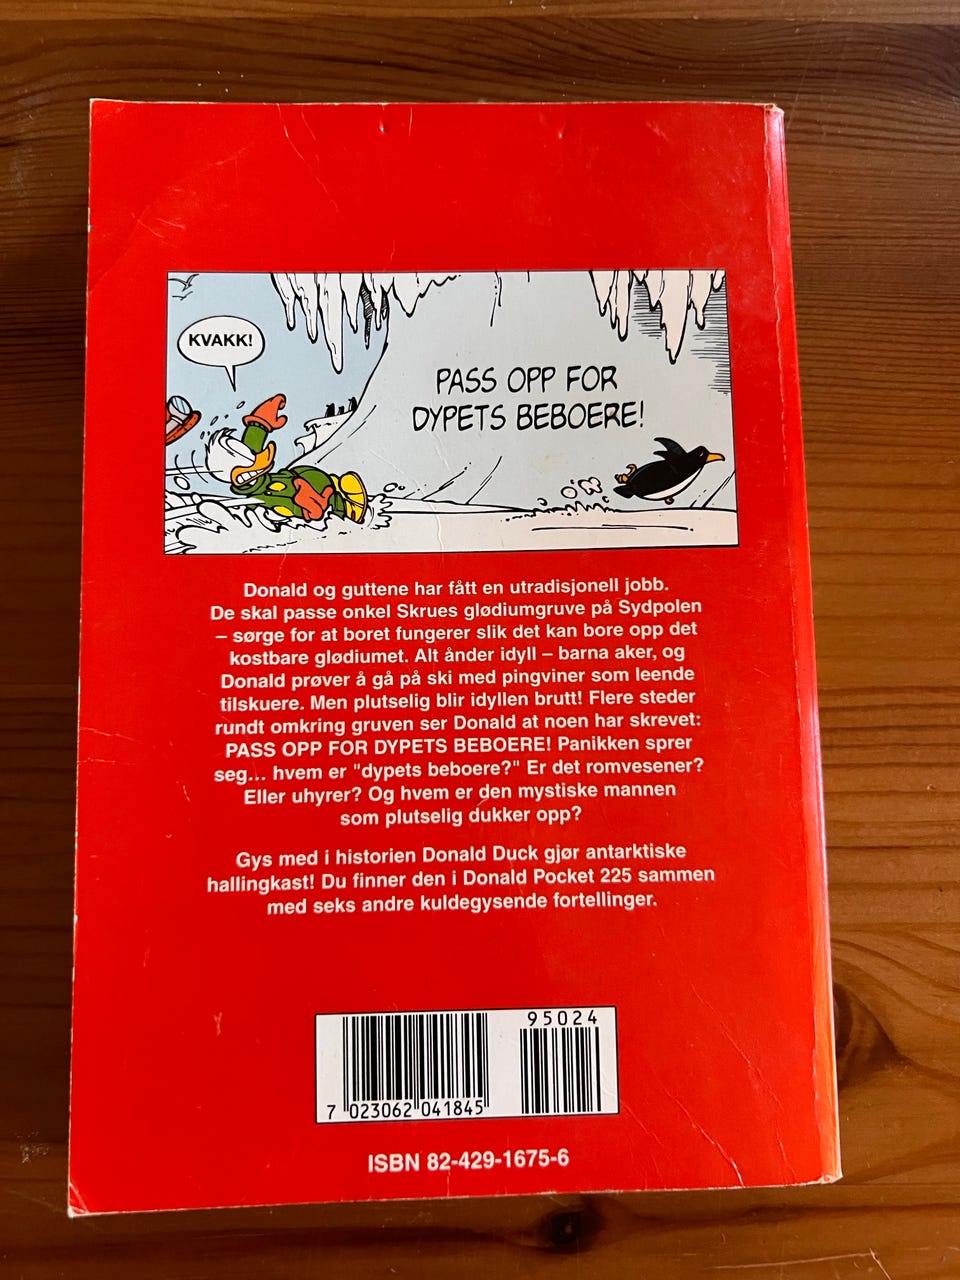 KVAKK!
PASS OPP FOR
DYPETS BEBOERE!
Donald og guttene har fått en utradisjonell jobb.
De skal passe onkel Skrues glødiumgruve på Sydpolen
– sørge for at boret fungerer slik det kan bore opp det
kostbare glødiumet. Alt ånder idyll – barna aker, og
Donald prøver å gå på ski med pingviner som leende
tilskuere. Men plutselig blir idyllen brutt! Flere steder
rundt omkring gruven ser Donald at noen har skrevet:
PASS OPP FOR DYPETS BEBOERE! Panikken sprer
seg... hvem er "dypets beboere?" Er det romvesener?
Eller uhyrer? Og hvem er den mystiske mannen
som plutselig dukker opp?
Gys med i historien Donald Duck gjør antarktiske
hallingkast! Du finner den i Donald Pocket 225 sammen
med seks andre kuldegysende fortellinger.
95024
7 023062 041845
ISBN 82-429-1675-6